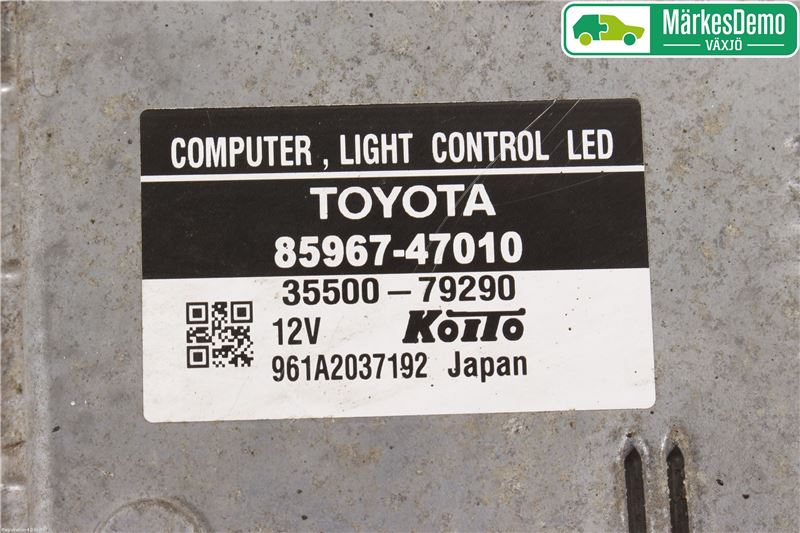 MärkesDemo
VÄXJÖ
COMPUTER , LIGHT CONTROL LED
TOYOTA
85967-47010
35500-79290
12V KOITO
961A2037192 Japan